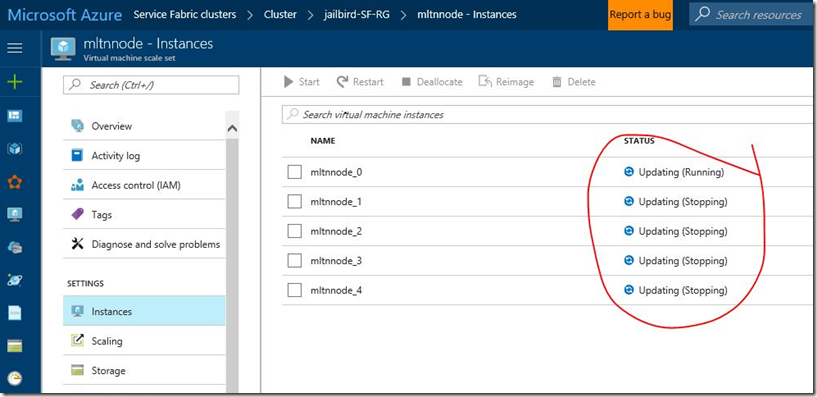 Microsoft Azure Service Fabric clusters > Cluster > jailbird-SF-RG > mltnnode - Instances Report a bug Search resources
mltnnode - Instances
Virtual machine scale set
Search (Ctrl+/)
Overview
Activity log
Access control (IAM)
Tags
Diagnose and solve problems
SETTINGS
Instances
Scaling
Storage
Start Restart Deallocate Reimage Delete
Search virtual machine instances
NAME STATUS
mltnnode_0 Updating (Running)
mltnnode_1 Updating (Stopping)
mltnnode_2 Updating (Stopping)
mltnnode_3 Updating (Stopping)
mltnnode_4 Updating (Stopping)